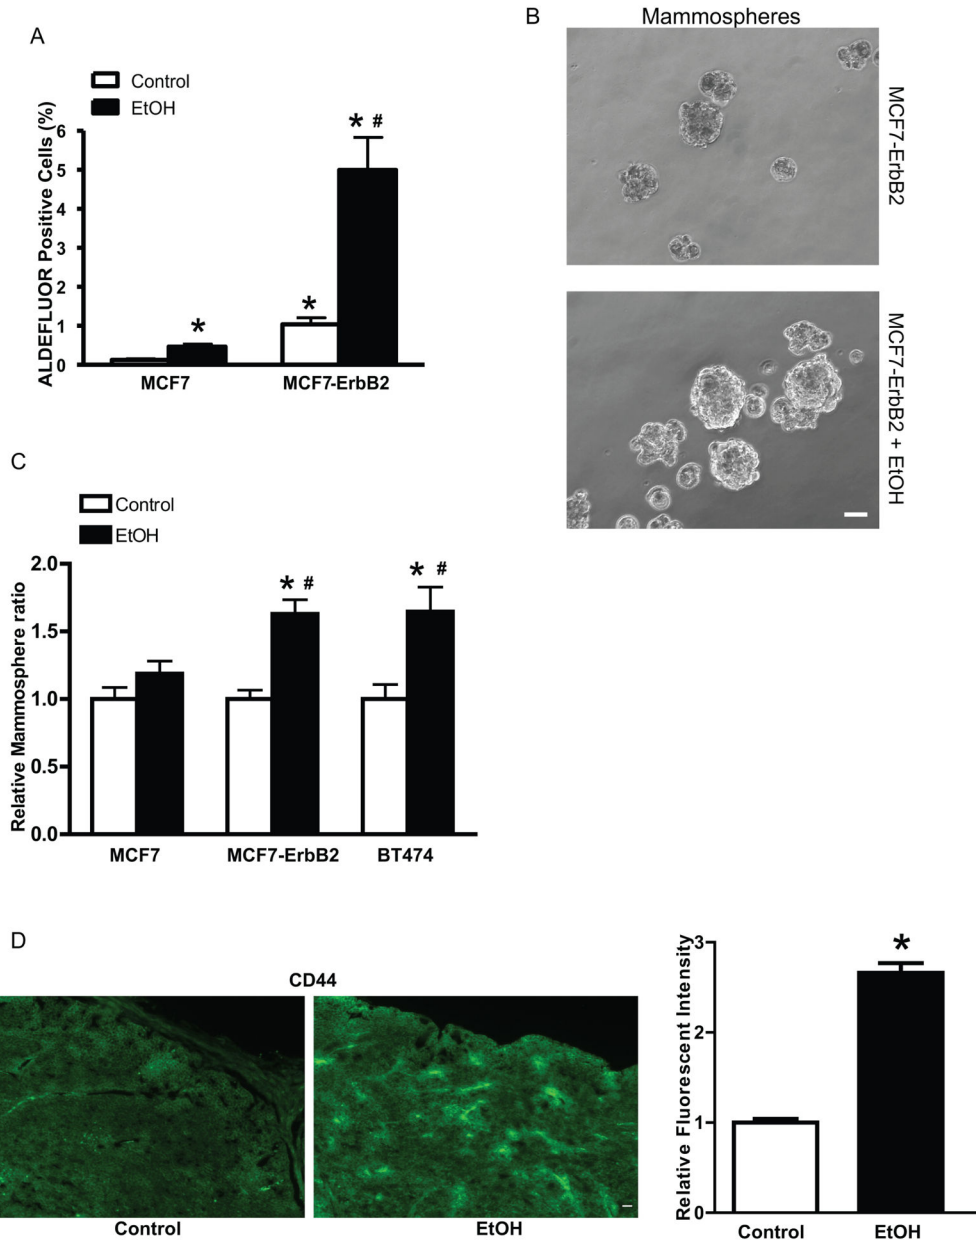 A
Control
EtOH
ALDEFLUOR Positive Cells (%)
6
5
4
3
2
1
0
* #
*
*
MCF7
MCF7-ErbB2
B
Mammospheres
MCF7-ErbB2
MCF7-ErbB2 + EtOH
C
Control
EtOH
Relative Mammosphere ratio
2.0
1.5
1.0
0.5
0.0
* #
* #
MCF7
MCF7-ErbB2
BT474
D
CD44
Control
EtOH
Relative Fluorescent Intensity
3
2
1
0
*
Control
EtOH